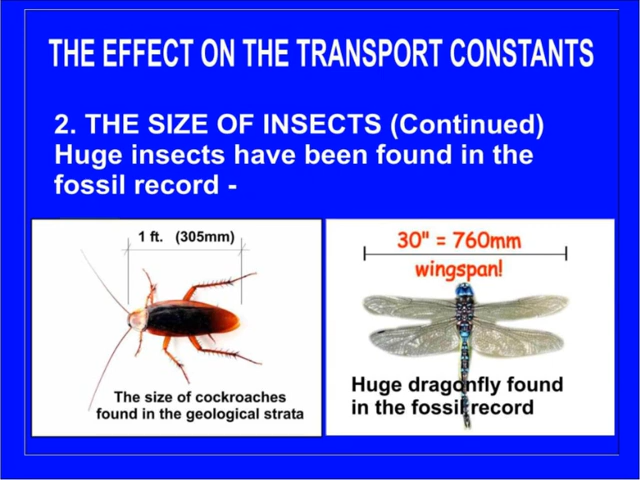 THE EFFECT ON THE TRANSPORT CONSTANTS
2. THE SIZE OF INSECTS (Continued)
Huge insects have been found in the
fossil record -
1 ft. (305mm)
The size of cockroaches
found in the geological strata
30" = 760mm
wingspan!
Huge dragonfly found
in the fossil record